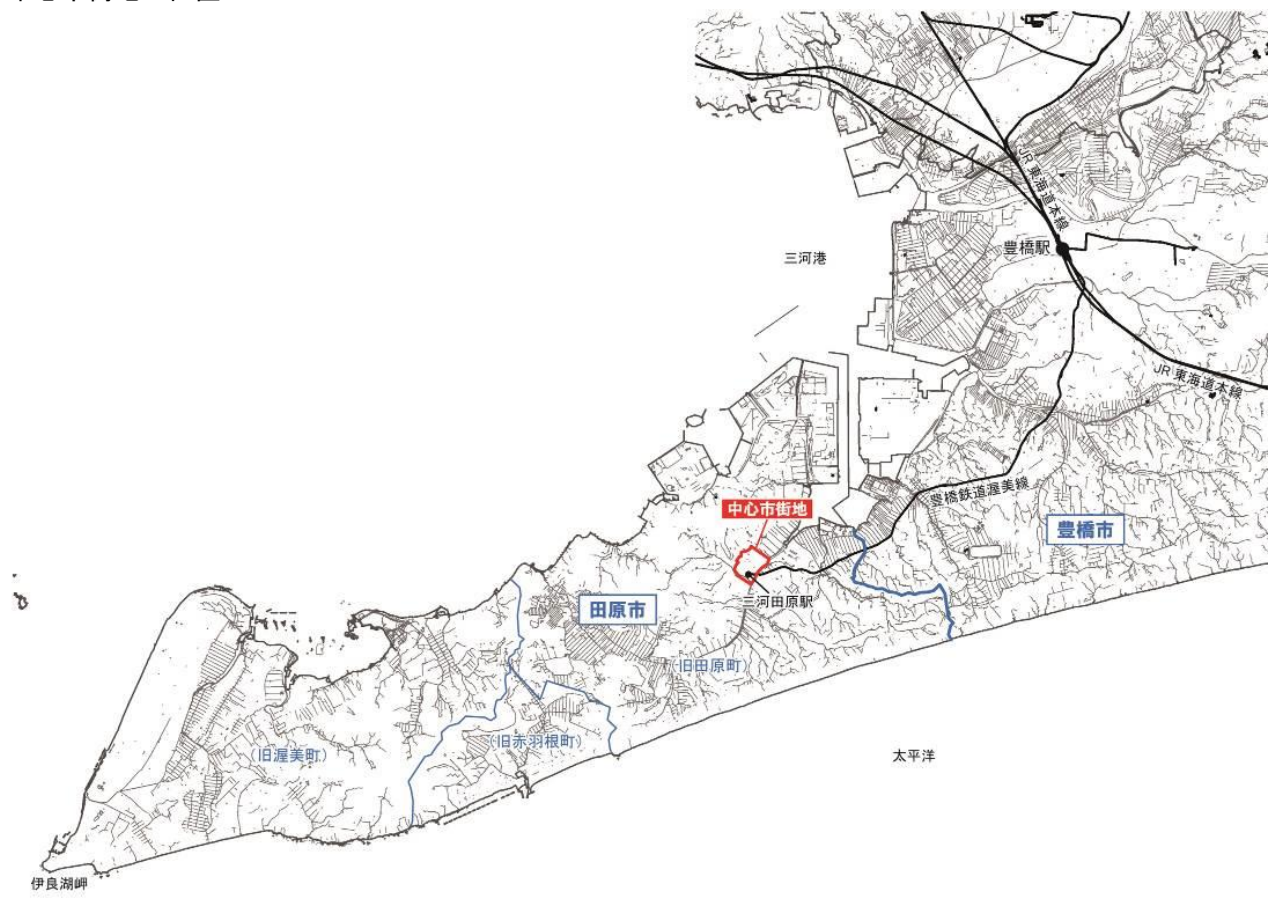 JR東海道本線
豊橋駅
三河港
JR東海道本線
豊橋鉄道渥美線
中心市街地
豊橋市
三河田原駅
田原市
(旧田原町)
(旧赤羽根町)
(旧渥美町)
太平洋
伊良湖岬